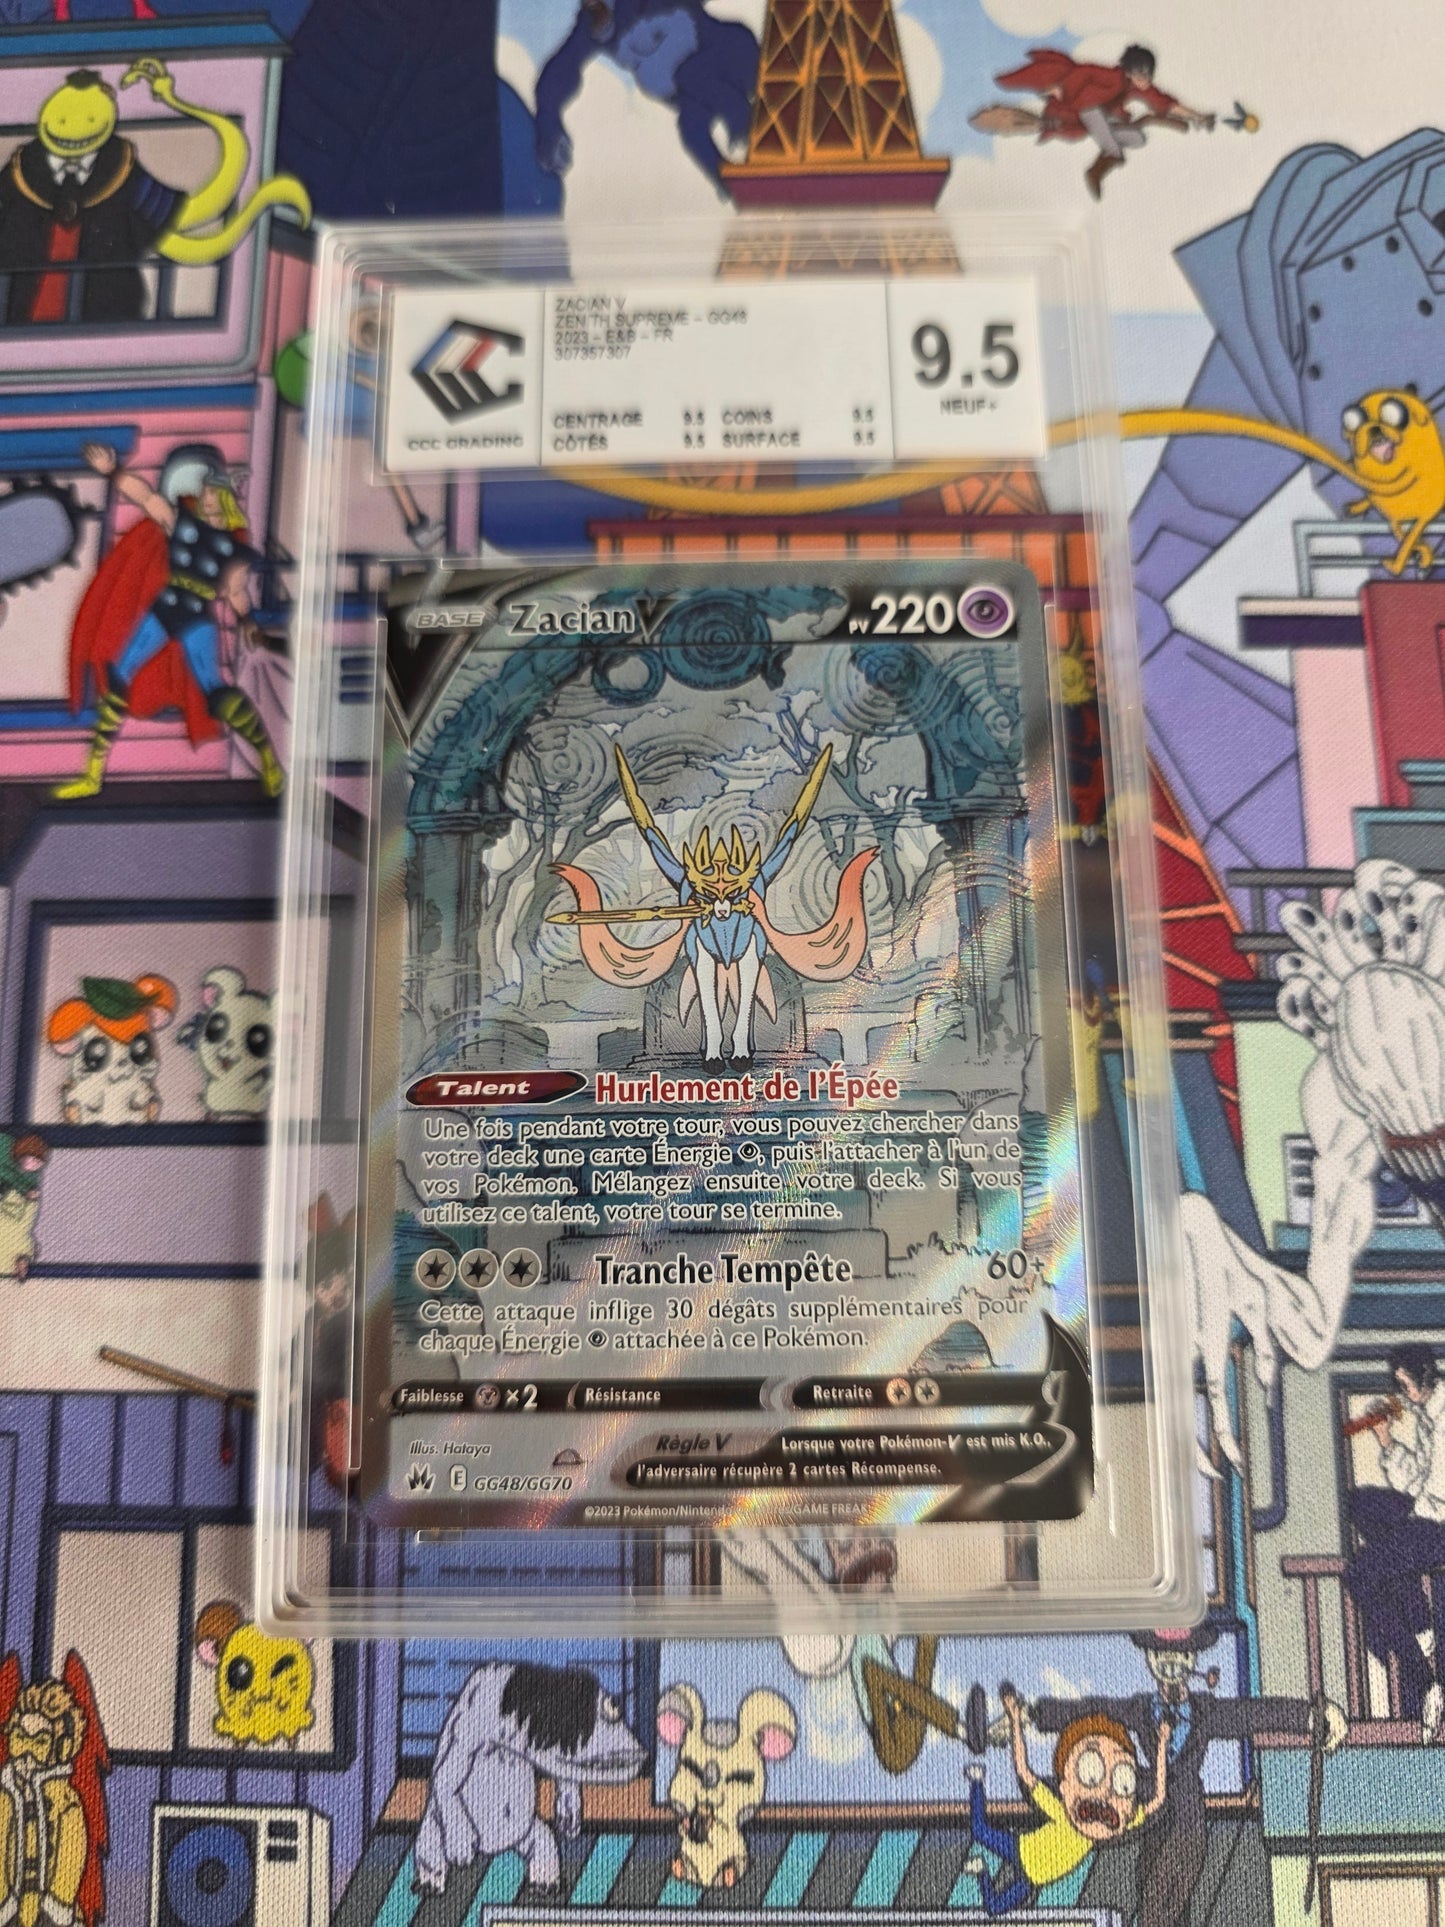 ZACIAN V
ZENITH SUPREME - GG48
2023 - E&B - FR
307357307
CENTRAGE 9.5 COINS 9.5
CÔTÉS 9.5 SURFACE 9.5
CCC GRADING
9.5
NEUF+
BASE Zacian V PV 220
Talent Hurlement de l'Épée
Une fois pendant votre tour, vous pouvez chercher dans
votre deck une carte Énergie , puis l'attacher à l'un de
vos Pokémon. Mélangez ensuite votre deck. Si vous
utilisez ce talent, votre tour se termine.
Tranche Tempête 60+
Cette attaque inflige 30 dégâts supplémentaires pour
chaque Énergie attachée à ce Pokémon.
Faiblesse ×2 Résistance Retraite
Illus. Hataya
Règle V Lorsque votre Pokémon-V est mis K.O.,
l'adversaire récupère 2 cartes Récompense.
E GG48/GG70
©2023 Pokémon/Nintendo /GAME FREAK